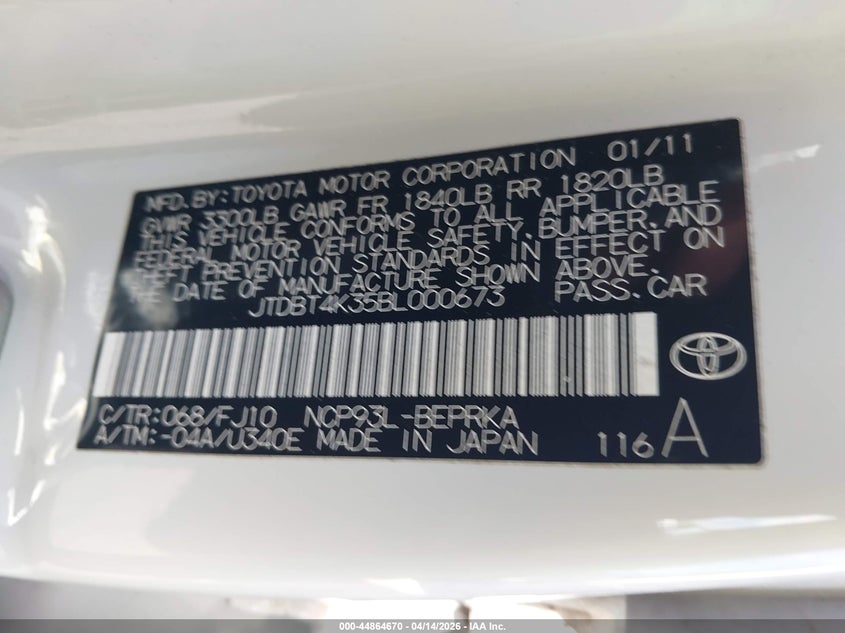 MFD.BY:TOYOTA MOTOR CORPORATION 01/11
GVWR 3300LB GAWR FR 1840LB RR 1820LB
THIS VEHICLE CONFORMS TO ALL APPLICABLE
FEDERAL MOTOR VEHICLE SAFETY,BUMPER,AND
THEFT PREVENTION STANDARDS IN EFFECT ON
THE DATE OF MANUFACTURE SHOWN ABOVE.
JTDBT4K35BL000673 PASS.CAR
C/TR:068/FJ10 NCP93L-BEPRKA
A/TM:-04A/U340E MADE IN JAPAN 116A
000-44864670 - 04/14/2026 - IAA Inc.